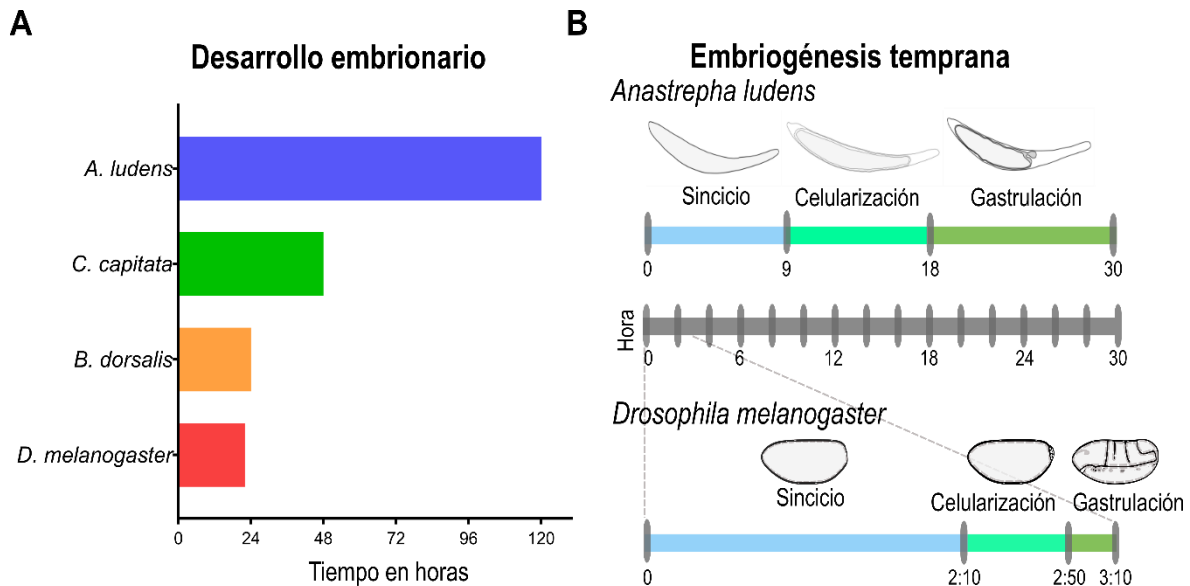 A
Desarrollo embrionario
A. ludens
C. capitata
B. dorsalis
D. melanogaster
0 24 48 72 96 120
Tiempo en horas
B
Embriogénesis temprana
Anastrepha ludens
Sincicio Celularización Gastrulación
0 9 18 30
Hora
0 6 12 18 24 30
Drosophila melanogaster
Sincicio Celularización Gastrulación
0 2:10 2:50 3:10